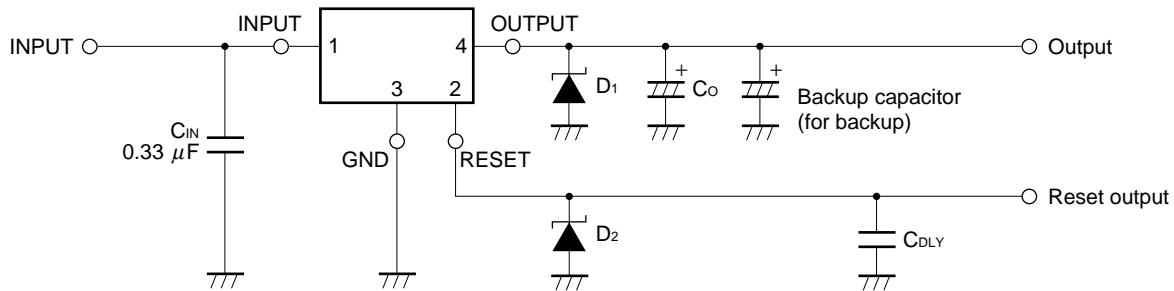 INPUT
INPUT
1
4
OUTPUT
Output
3
2
CIN
0.33 μF
GND
RESET
D1
+
CO
+
Backup capacitor
(for backup)
Reset output
D2
CDLY